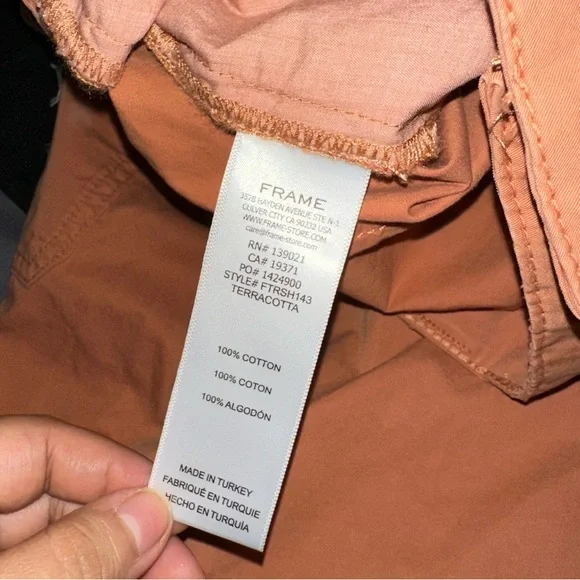 FRAME
3578 HAYDEN AVENUE STE N-1
CULVER CITY CA 90232 USA
WWW.FRAME-STORE.COM
care@frame-store.com
RN# 139021
CA# 19371
PO# 1424900
STYLE# FTRSH143
TERRACOTTA
100% COTTON
100% COTON
100% ALGODÓN
MADE IN TURKEY
FABRIQUÉ EN TURQUIE
HECHO EN TURQUÍA